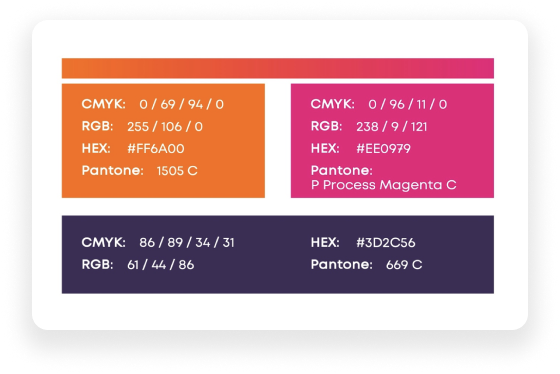 CMYK: 0 / 69 / 94 / 0
RGB: 255 / 106 / 0
HEX: #FF6A00
Pantone: 1505 C
CMYK: 0 / 96 / 11 / 0
RGB: 238 / 9 / 121
HEX: #EE0979
Pantone:
P Process Magenta C
CMYK: 86 / 89 / 34 / 31
RGB: 61 / 44 / 86
HEX: #3D2C56
Pantone: 669 C